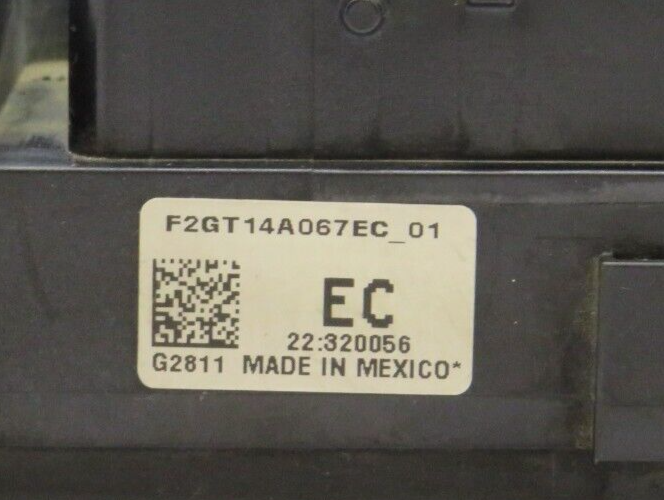 F2GT14A067EC_01
EC
22:320056
G2811 MADE IN MEXICO*